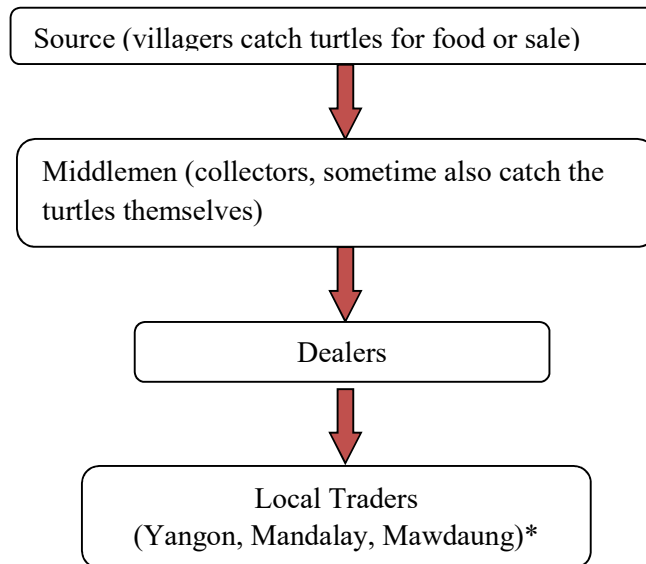 Source (villagers catch turtles for food or sale)
Middlemen (collectors, sometime also catch the
turtles themselves)
Dealers
Local Traders
(Yangon, Mandalay, Mawdaung)*